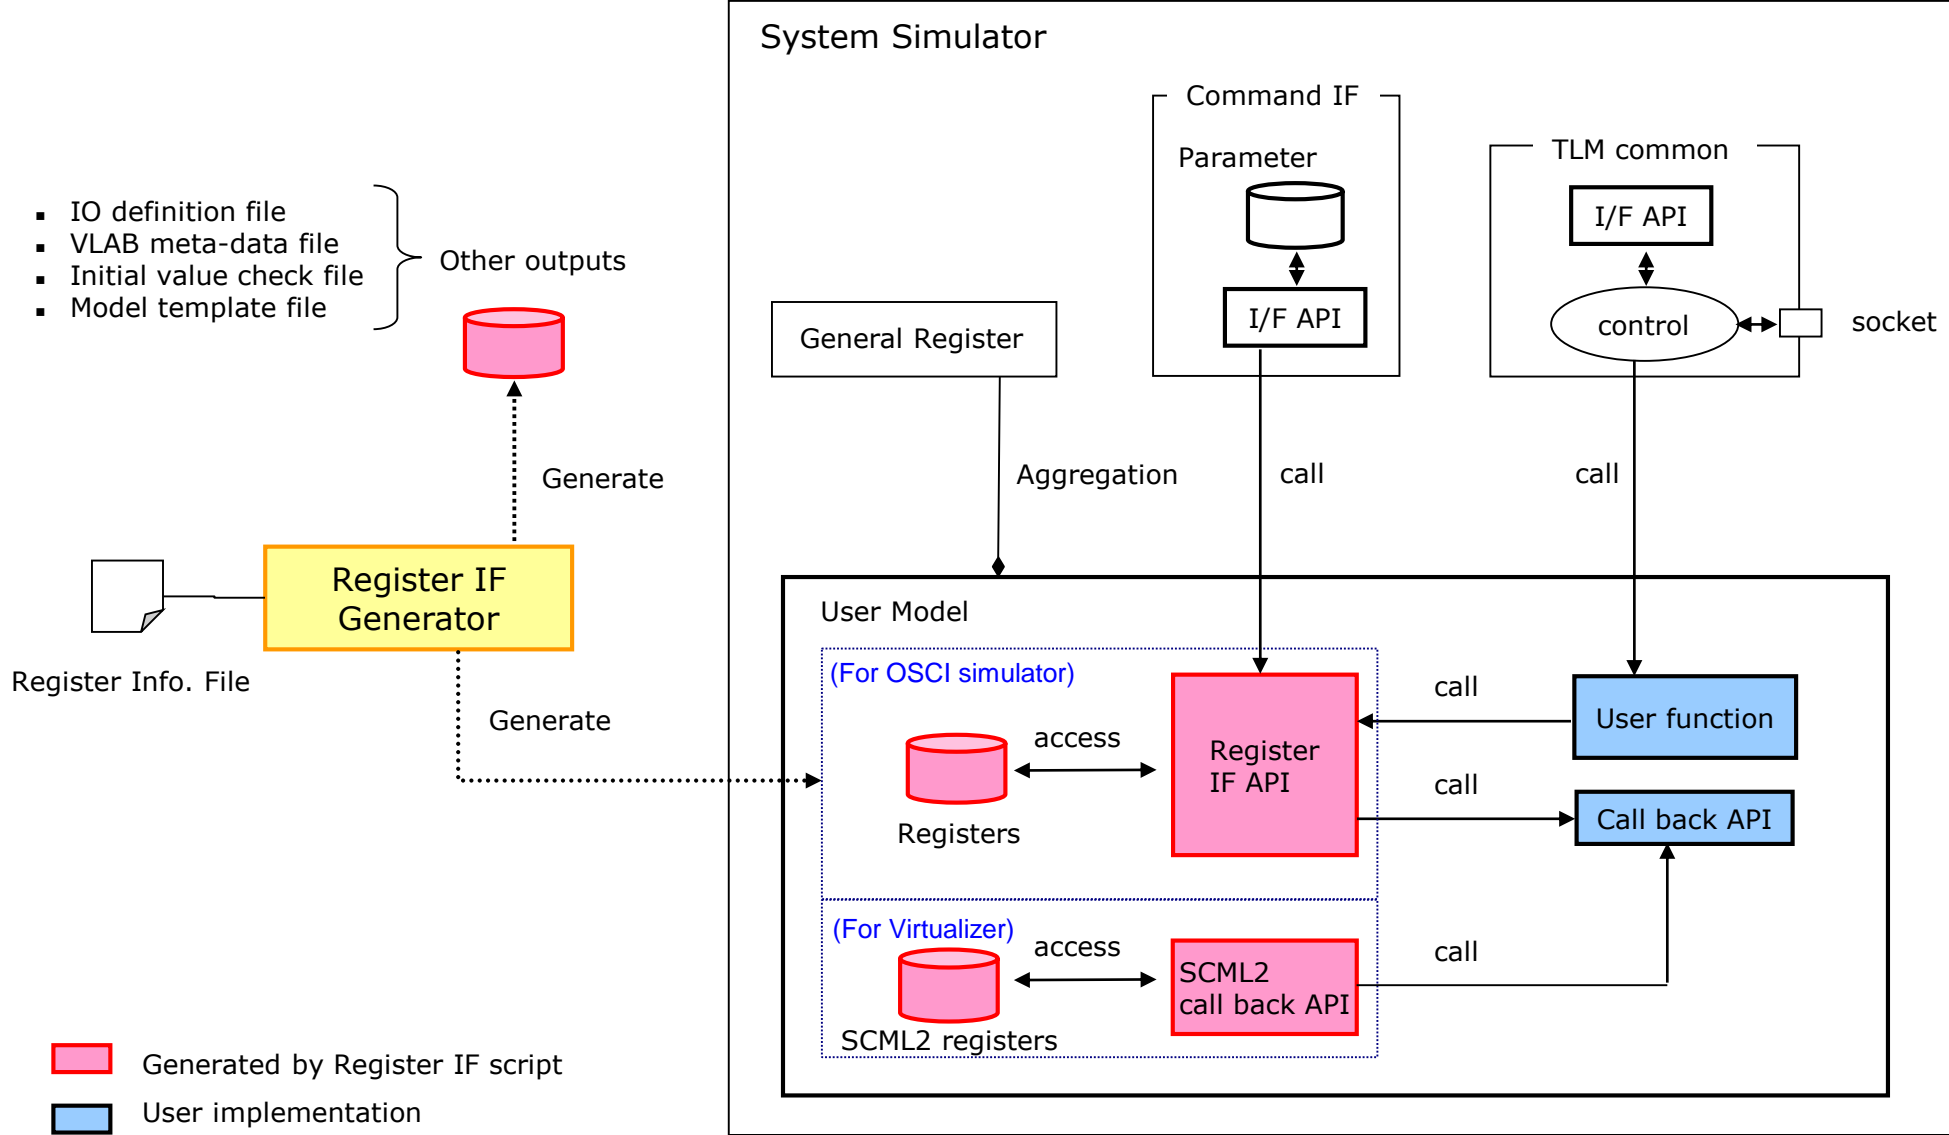 System Simulator
Command IF
Parameter
I/F API
TLM common
I/F API
control
socket
▪ IO definition file
▪ VLAB meta-data file
▪ Initial value check file
▪ Model template file
Other outputs
General Register
Generate
Aggregation
call
call
Register IF
Generator
Register Info. File
Generate
User Model
(For OSCI simulator)
access
Registers
Register
IF API
call
User function
call
Call back API
(For Virtualizer)
access
SCML2 registers
SCML2
call back API
call
Generated by Register IF script
User implementation